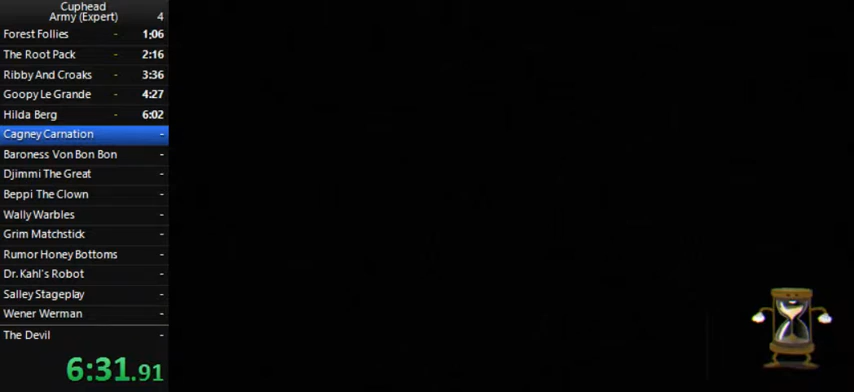 Cuphead
Army (Expert) 4
Forest Follies - 1:06
The Root Pack - 2:16
Ribby And Croaks - 3:36
Goopy Le Grande - 4:27
Hilda Berg - 6:02
Cagney Carnation -
Baroness Von Bon Bon -
Djimmi The Great -
Beppi The Clown -
Wally Warbles -
Grim Matchstick -
Rumor Honey Bottoms -
Dr. Kahl's Robot -
Salley Stageplay -
Wener Werman -
The Devil -
6:31.91